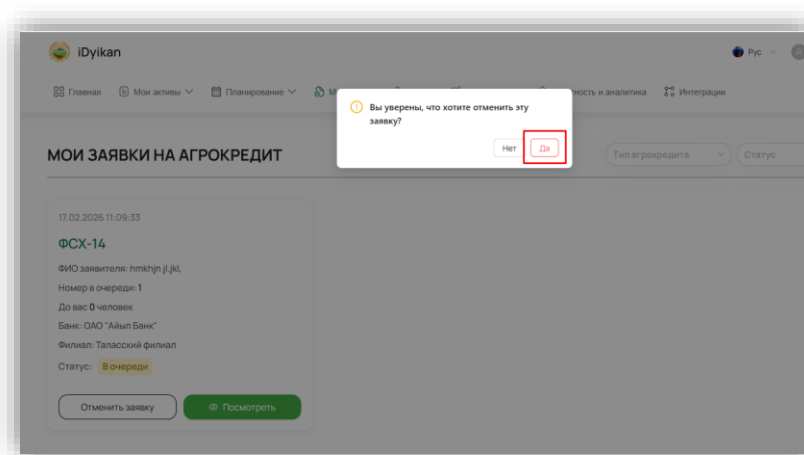 iDyikan
Рус
Главная Мои активы Планирование М ность и аналитика Интеграции
Вы уверены, что хотите отменить эту
заявку?
Нет Да
МОИ ЗАЯВКИ НА АГРОКРЕДИТ
Тип агрокредита Статус
17.02.2026 11:09:33
ФСХ-14
ФИО заявителя: hmkhjn jl,jkl,
Номер в очереди: 1
До вас 0 человек
Банк: ОАО "Айыл Банк"
Филиал: Таласский филиал
Статус: В очереди
Отменить заявку Посмотреть